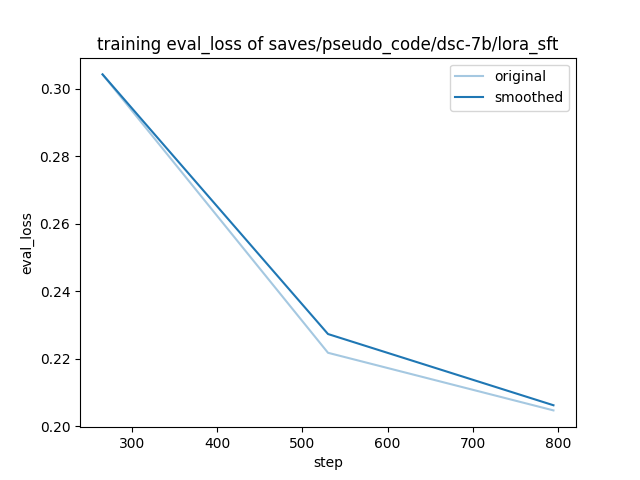 training eval_loss of saves/pseudo_code/dsc-7b/lora_sft
original
smoothed
0.30
0.28
0.26
0.24
0.22
0.20
eval_loss
300 400 500 600 700 800
step